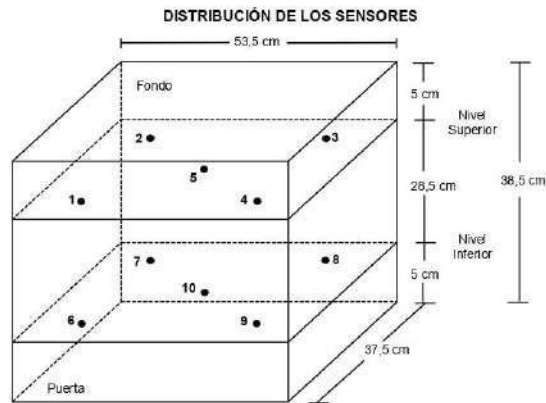 DISTRIBUCIÓN DE LOS SENSORES
53,5 cm
Fondo
5 cm
Nivel
Superior
2
3
5
1
4
28,5 cm
38,5 cm
7
8
Nivel
Inferior
10
5 cm
6
9
37,5 cm
Puerta